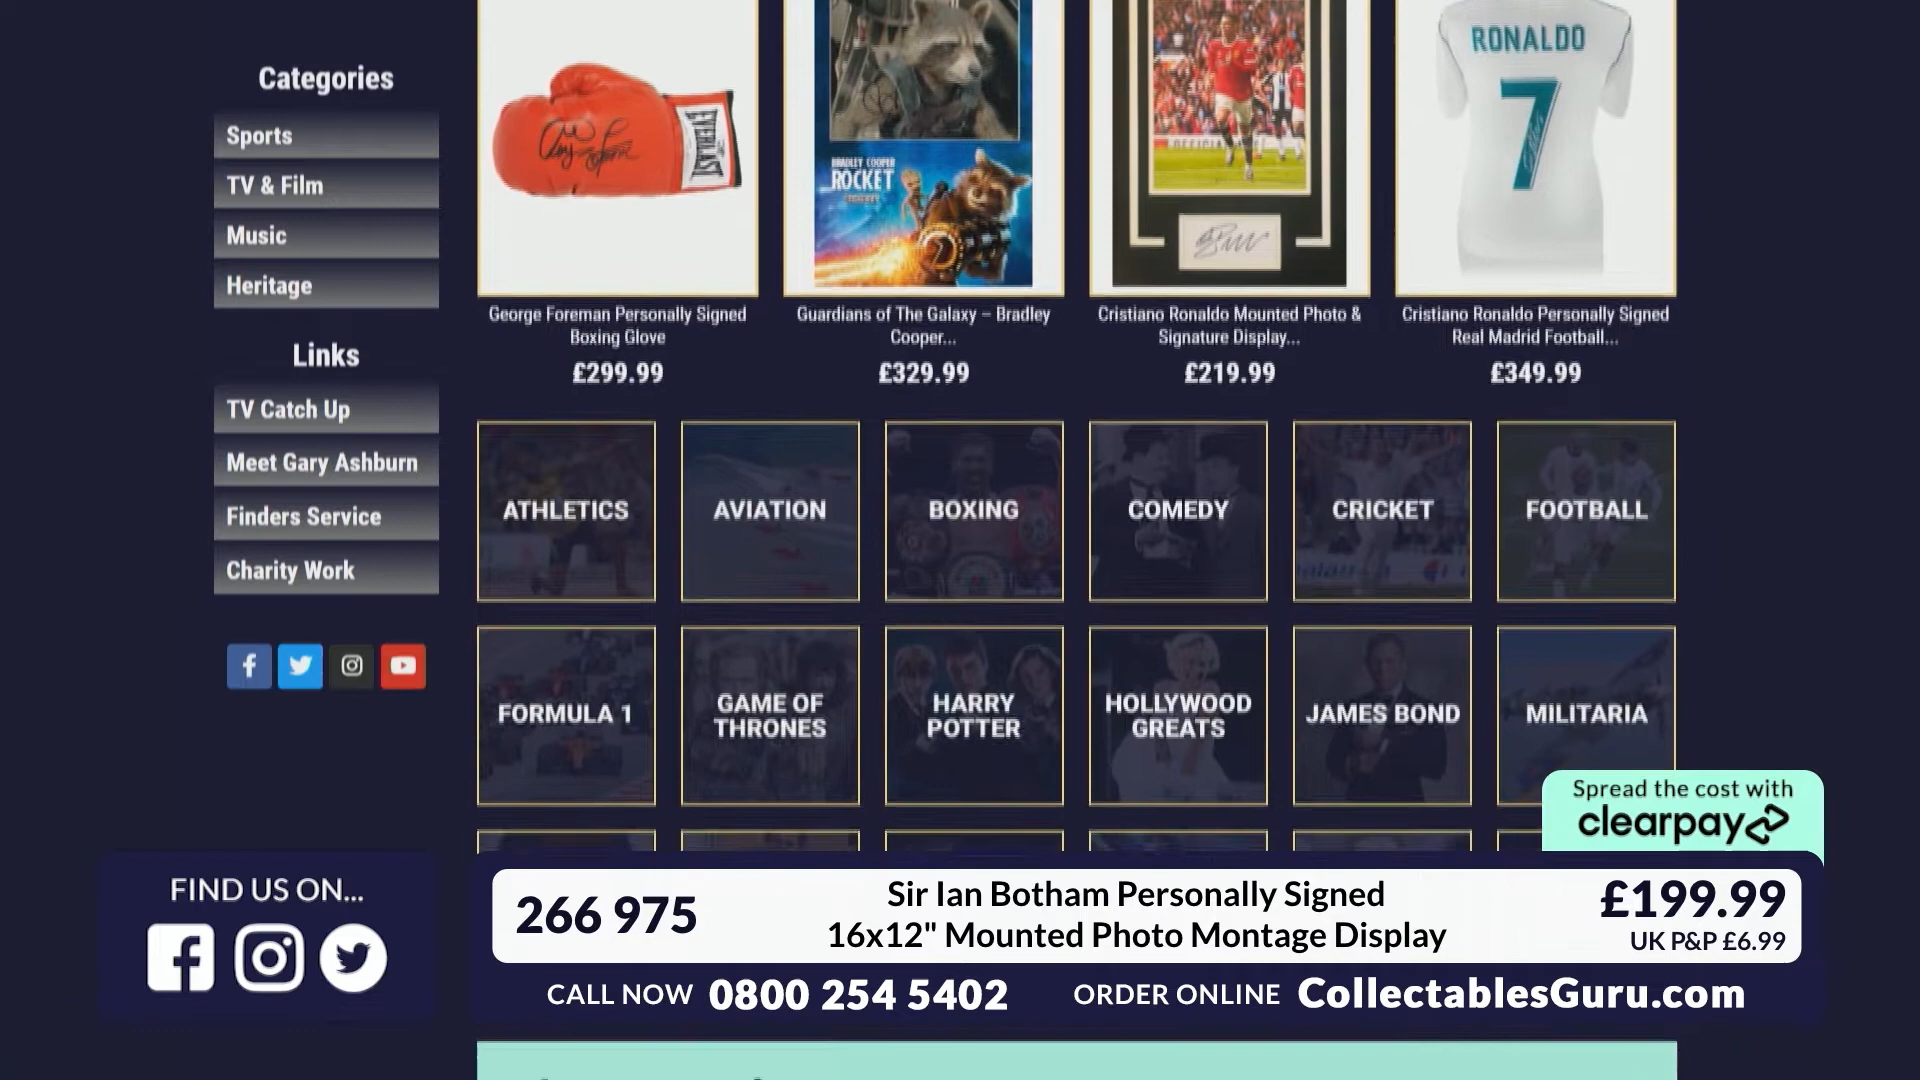 Categories
Sports
TV & Film
Music
Heritage
Links
TV Catch Up
Meet Gary Ashburn
Finders Service
Charity Work
EVERLAST
BRADLEY COOPER
ROCKET
RONALDO
7
George Foreman Personally Signed
Boxing Glove
£299.99
Guardians of The Galaxy – Bradley
Cooper...
£329.99
Cristiano Ronaldo Mounted Photo &
Signature Display...
£219.99
Cristiano Ronaldo Personally Signed
Real Madrid Football...
£349.99
ATHLETICS
AVIATION
BOXING
COMEDY
CRICKET
FOOTBALL
FORMULA 1
GAME OF
THRONES
HARRY
POTTER
HOLLYWOOD
GREATS
JAMES BOND
MILITARIA
Spread the cost with
clearpay
FIND US ON...
266 975
Sir Ian Botham Personally Signed
16x12" Mounted Photo Montage Display
£199.99
UK P&P £6.99
CALL NOW 0800 254 5402
ORDER ONLINE CollectablesGuru.com